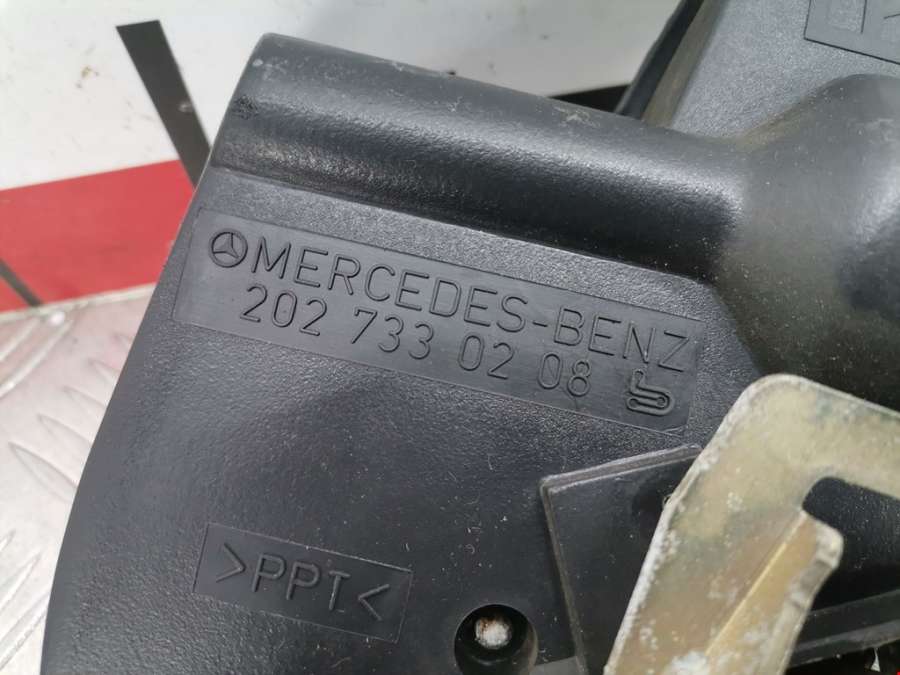 MERCEDES-BENZ
202 733 02 08
>PPT<